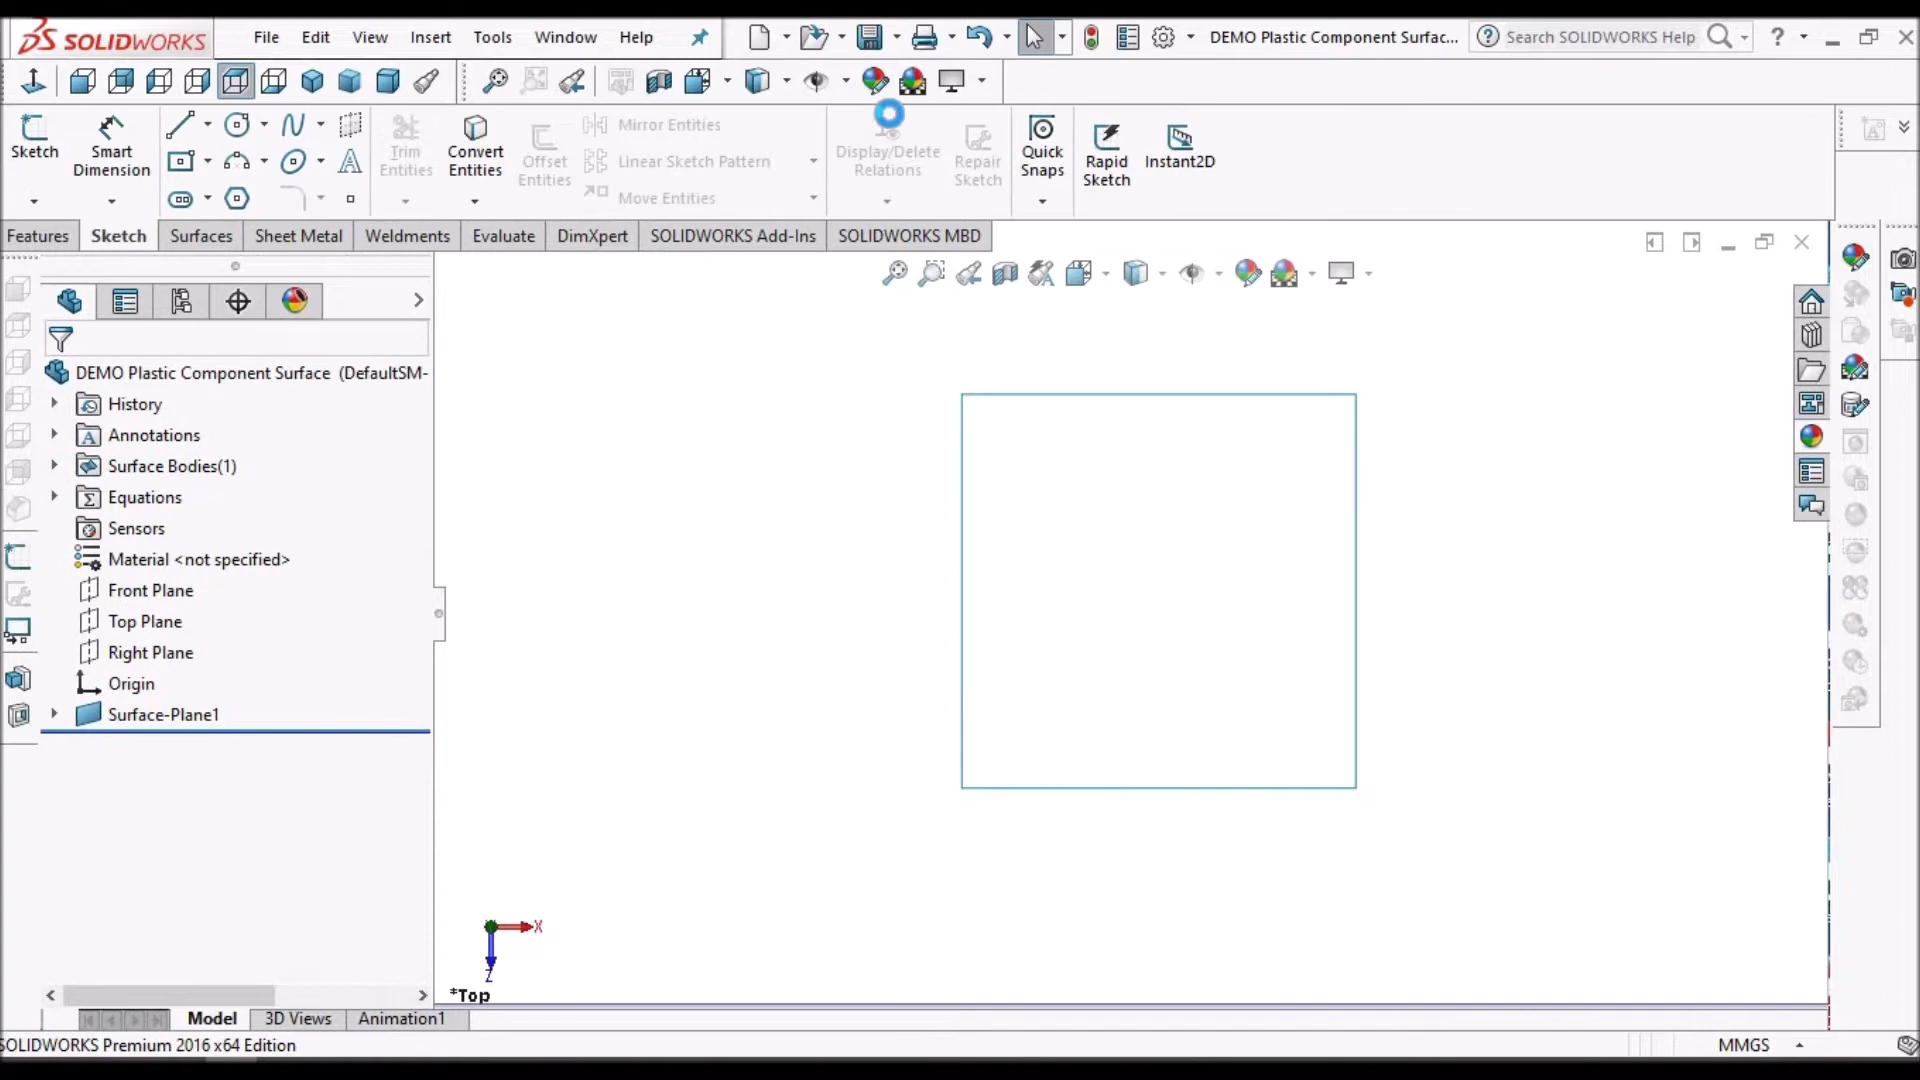 SOLIDWORKS
File Edit View Insert Tools Window Help
DEMO Plastic Component Surfac...
Search SOLIDWORKS Help
Sketch
Smart Dimension
Trim Entities
Convert Entities
Offset Entities
Mirror Entities
Linear Sketch Pattern
Move Entities
Display/Delete Relations
Repair Sketch
Quick Snaps
Rapid Sketch
Instant2D
Features Sketch Surfaces Sheet Metal Weldments Evaluate DimXpert SOLIDWORKS Add-Ins SOLIDWORKS MBD
DEMO Plastic Component Surface (DefaultSM-
History
Annotations
Surface Bodies(1)
Equations
Sensors
Material <not specified>
Front Plane
Top Plane
Right Plane
Origin
Surface-Plane1
X
Z
*Top
Model 3D Views Animation1
SOLIDWORKS Premium 2016 x64 Edition
MMGS